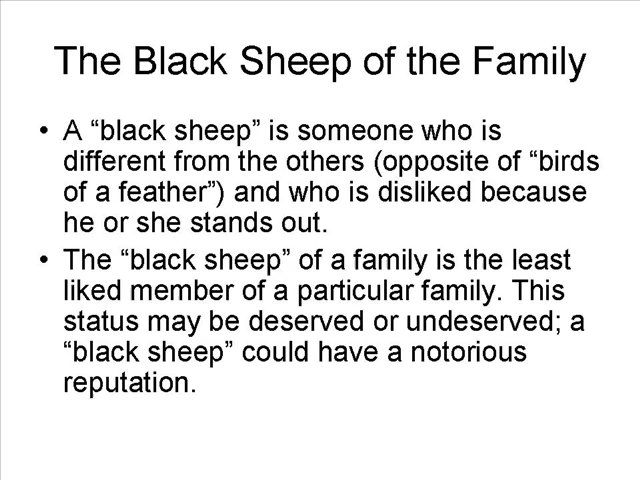 The Black Sheep of the Family
• A “black sheep” is someone who is
different from the others (opposite of “birds
of a feather”) and who is disliked because
he or she stands out.
• The “black sheep” of a family is the least
liked member of a particular family. This
status may be deserved or undeserved; a
“black sheep” could have a notorious
reputation.